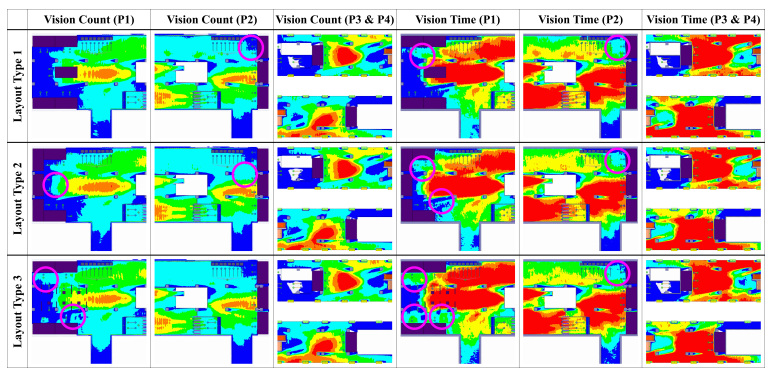 Vision Count (P1) Vision Count (P2) Vision Count (P3 & P4) Vision Time (P1) Vision Time (P2) Vision Time (P3 & P4)
Layout Type 1
Layout Type 2
Layout Type 3